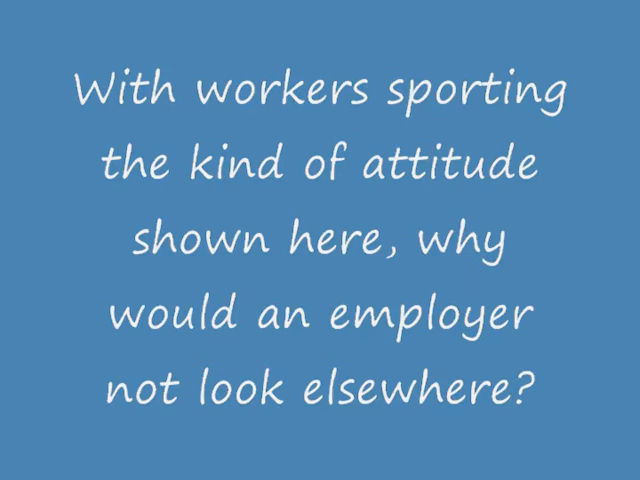 With workers sporting
the kind of attitude
shown here, why
would an employer
not look elsewhere?